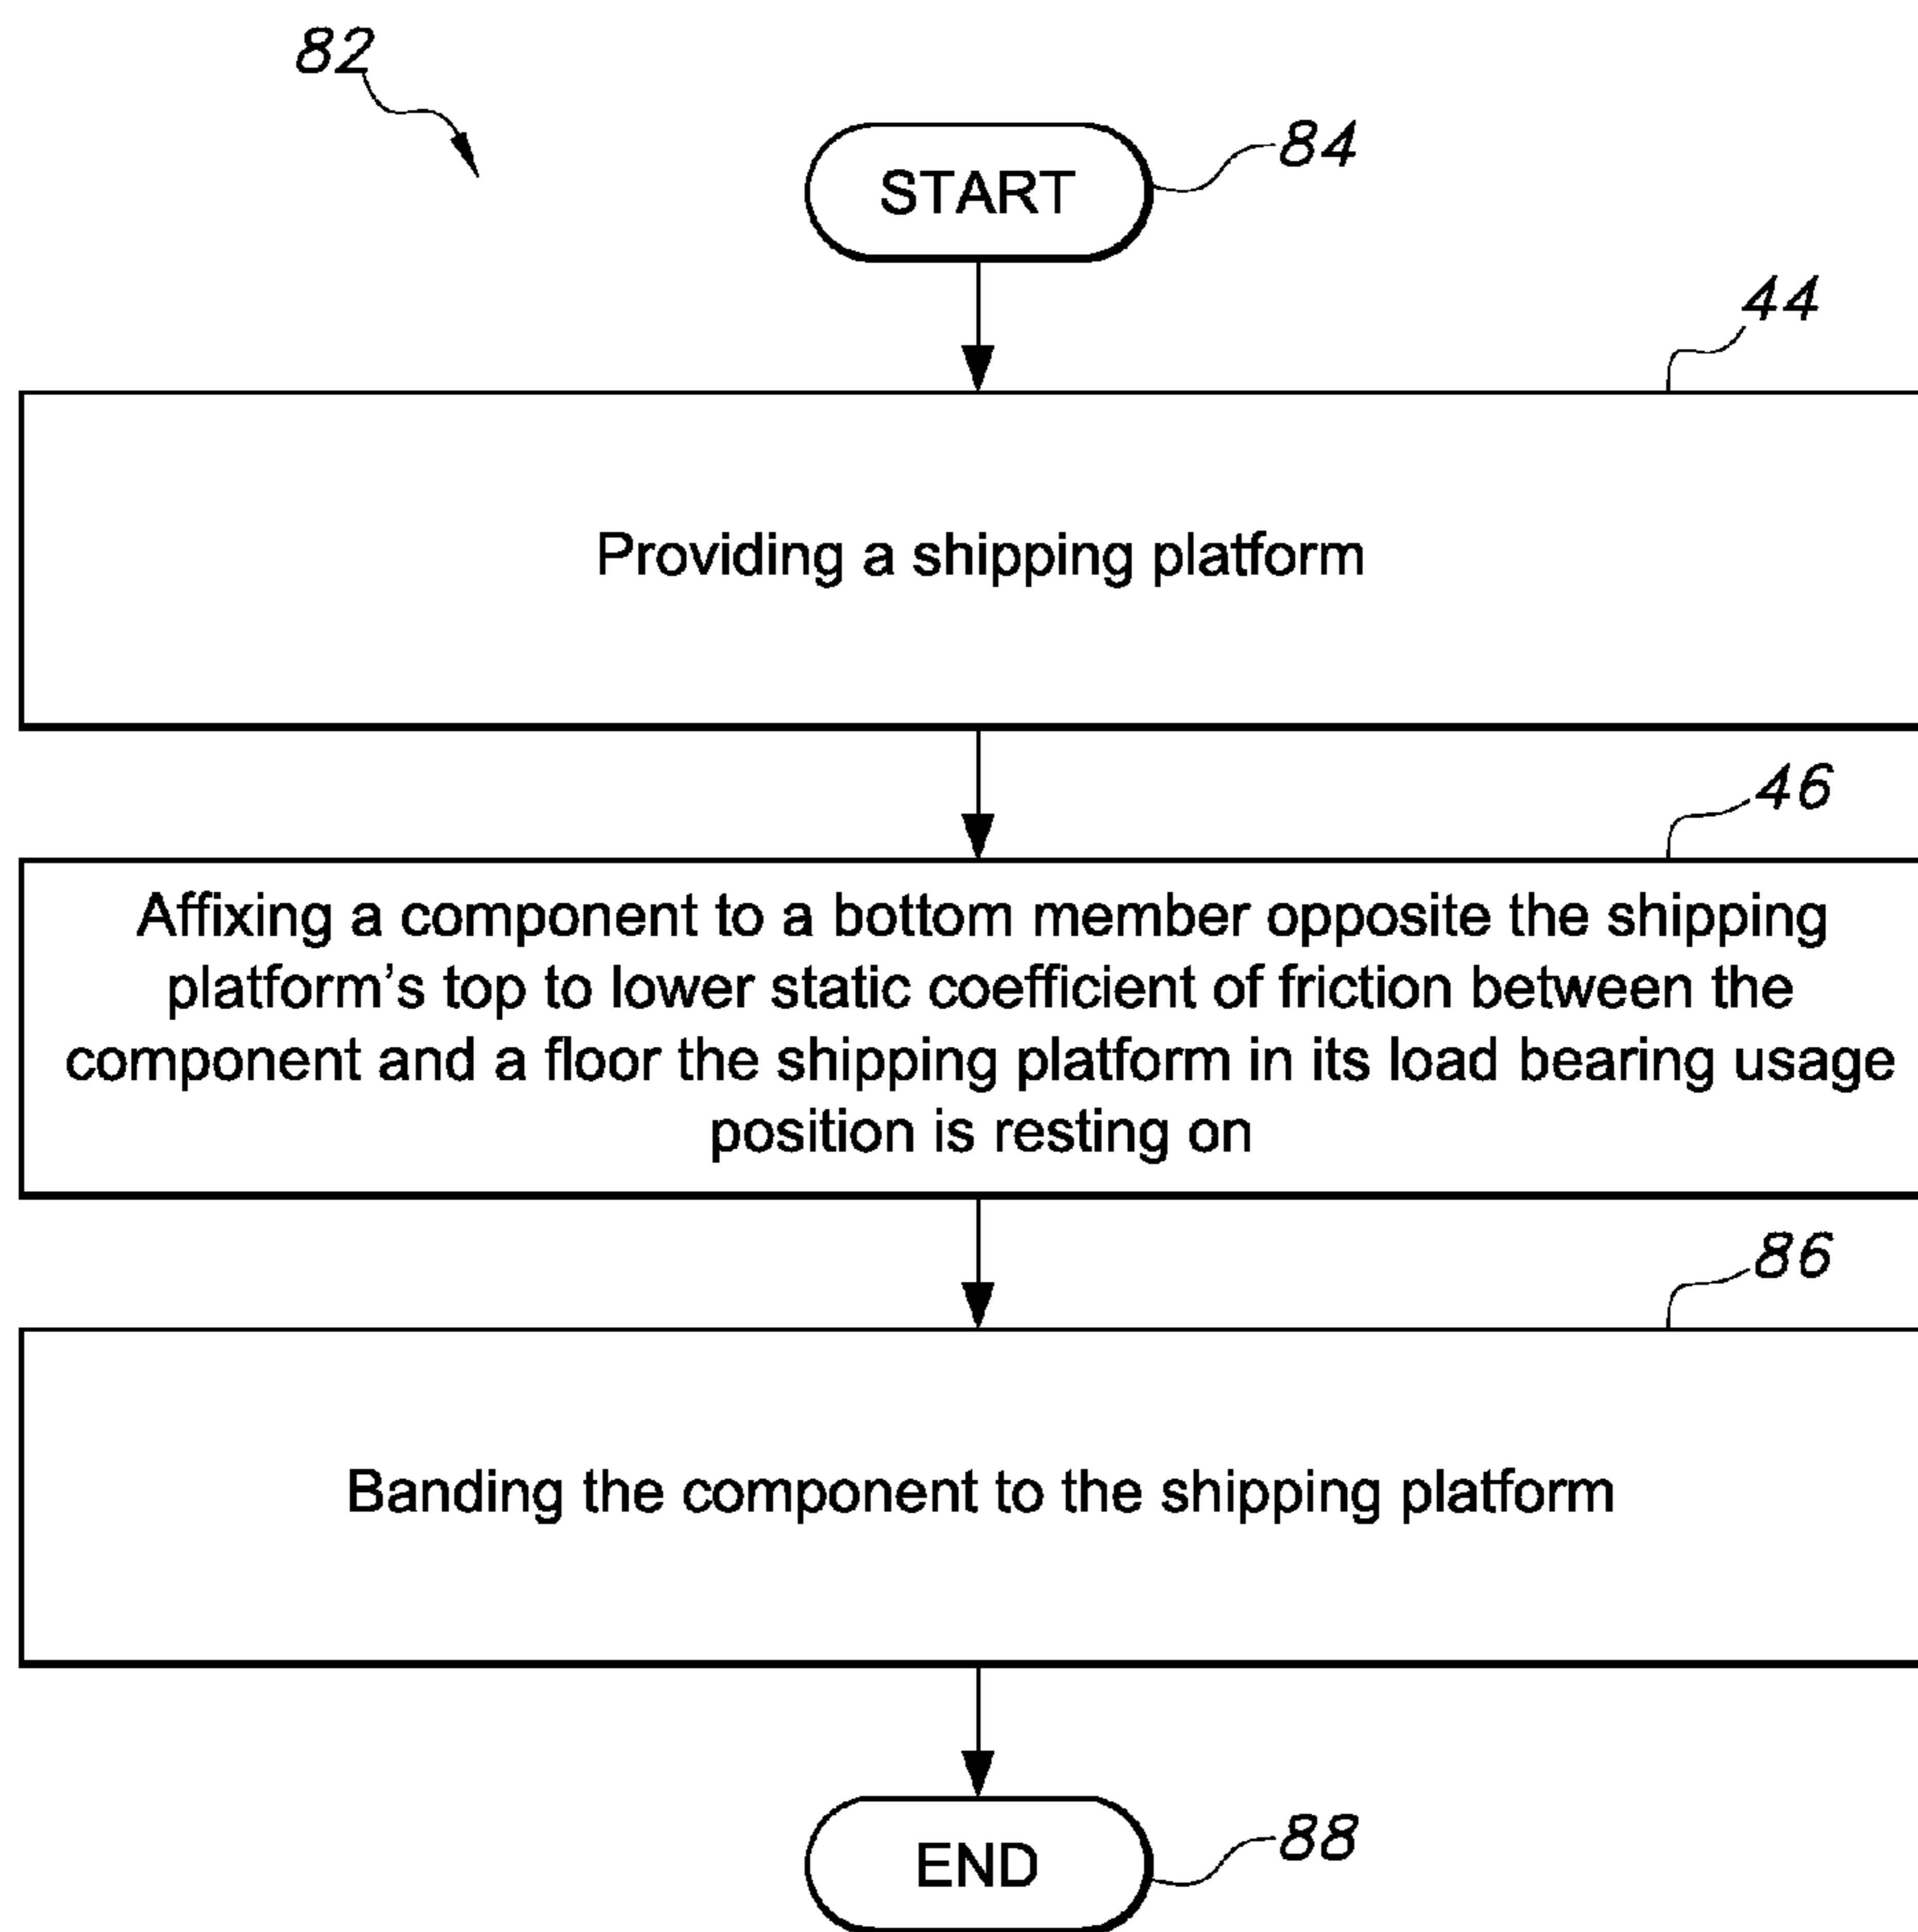 82
START
84
44
Providing a shipping platform
46
Affixing a component to a bottom member opposite the shipping
platform’s top to lower static coefficient of friction between the
component and a floor the shipping platform in its load bearing usage
position is resting on
86
Banding the component to the shipping platform
END
88